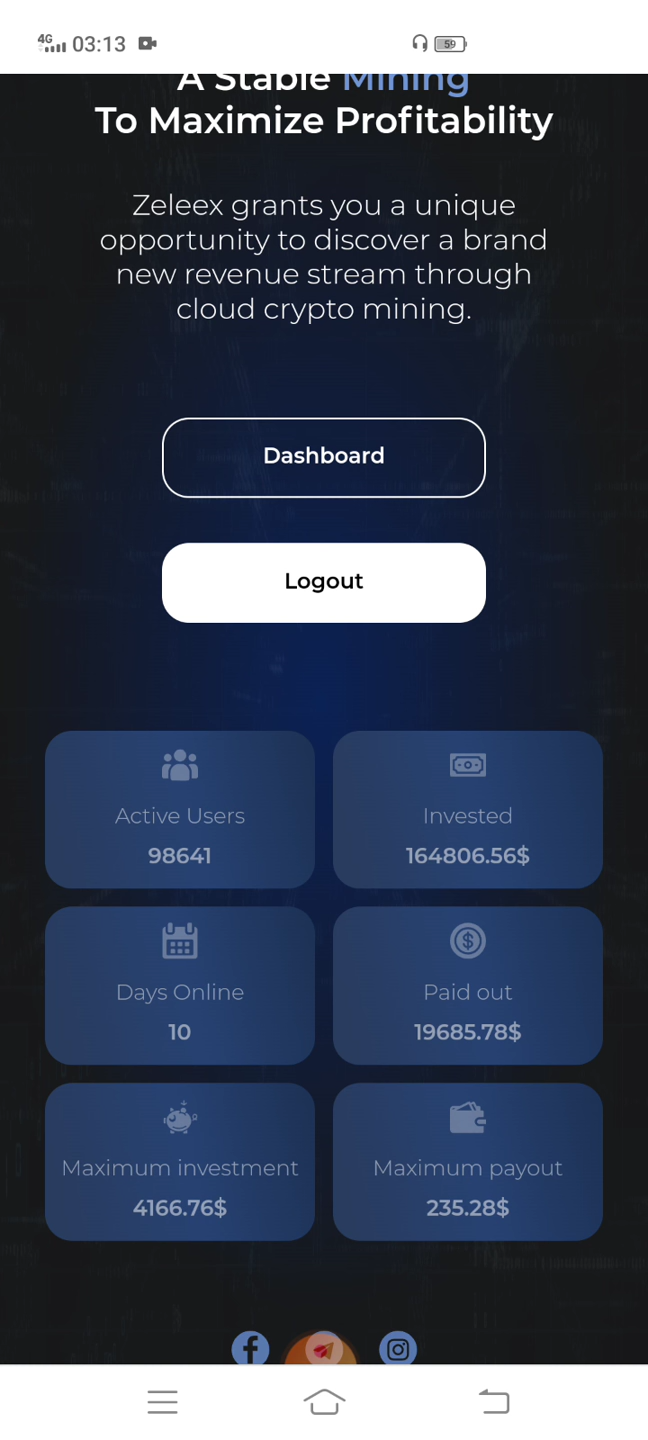 4G 03:13 59
A Stable Mining
To Maximize Profitability
Zeleex grants you a unique
opportunity to discover a brand
new revenue stream through
cloud crypto mining.
Dashboard
Logout
Active Users
98641
Invested
164806.56$
Days Online
10
Paid out
19685.78$
Maximum investment
4166.76$
Maximum payout
235.28$